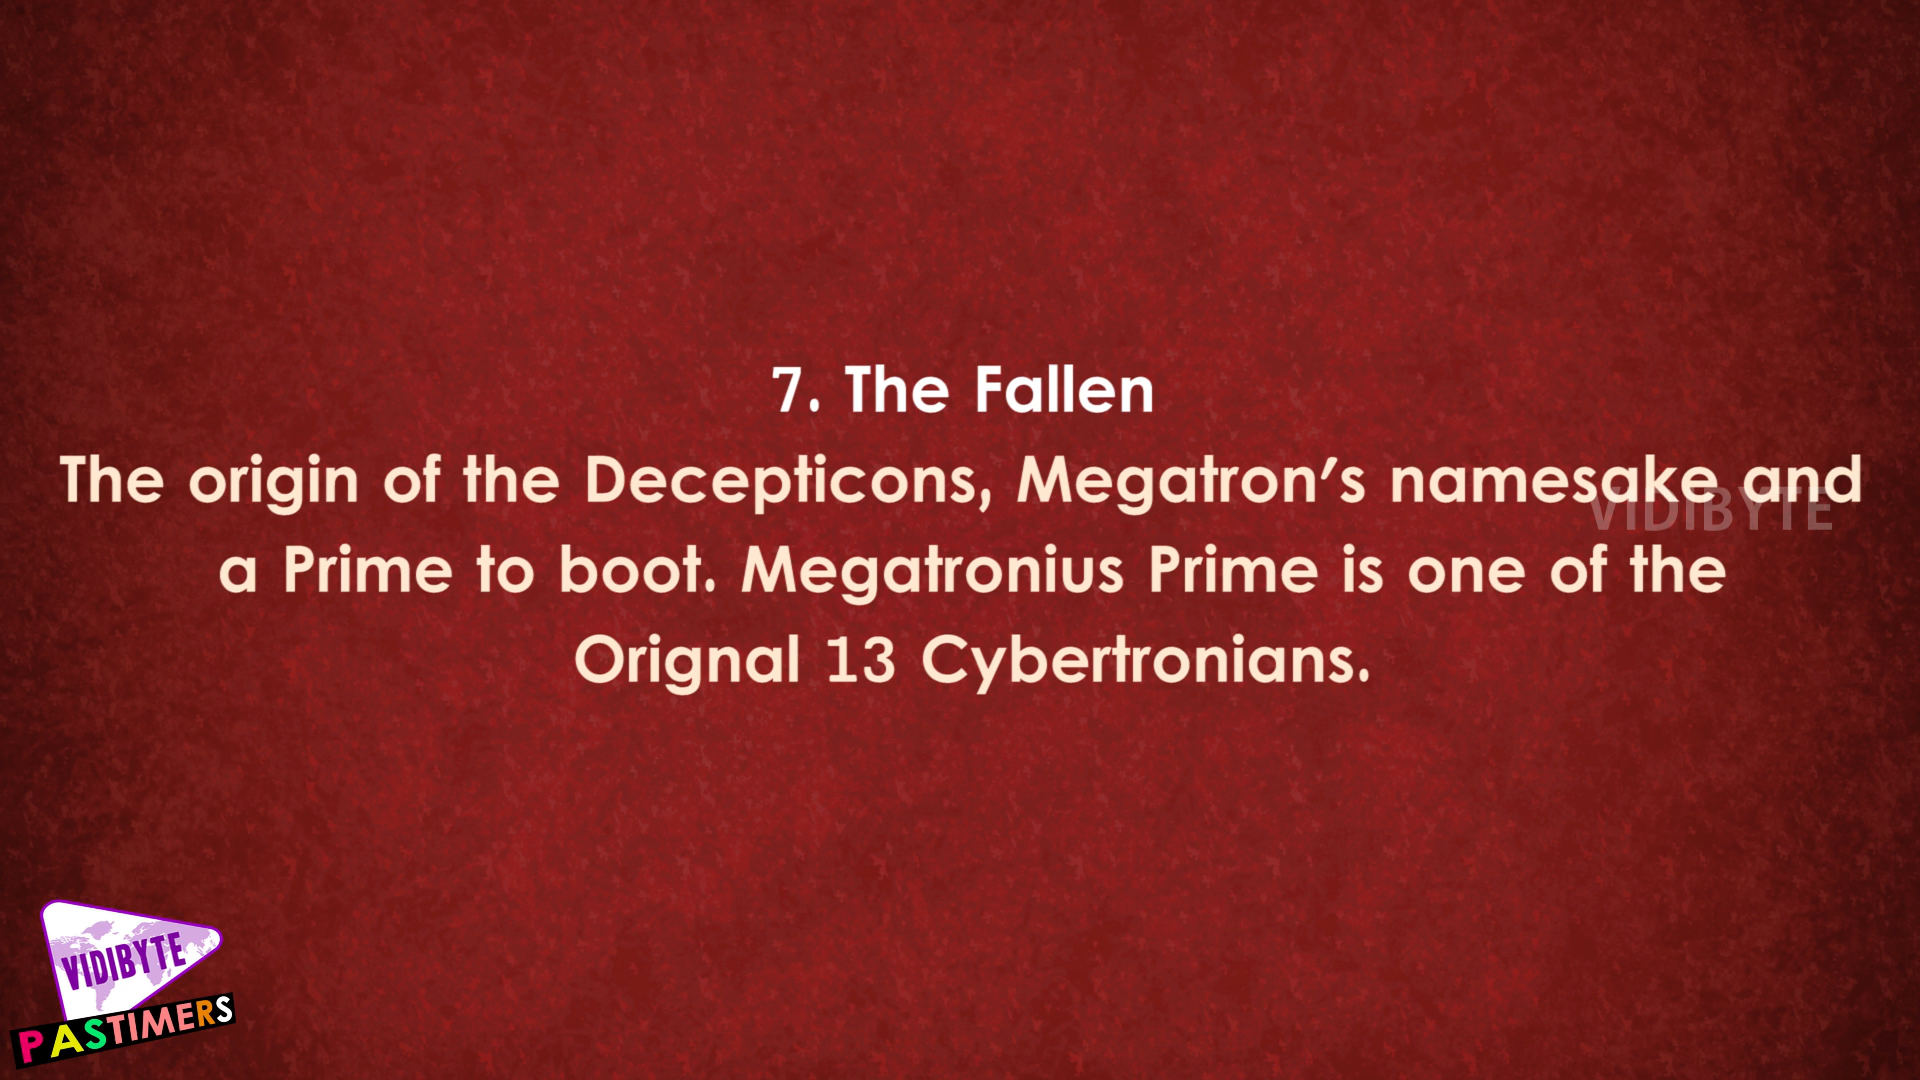 7. The Fallen
The origin of the Decepticons, Megatron's namesake and
a Prime to boot. Megatronius Prime is one of the
Orignal 13 Cybertronians.
VIDIBYTE
VIDIBYTE
PASTIMERS